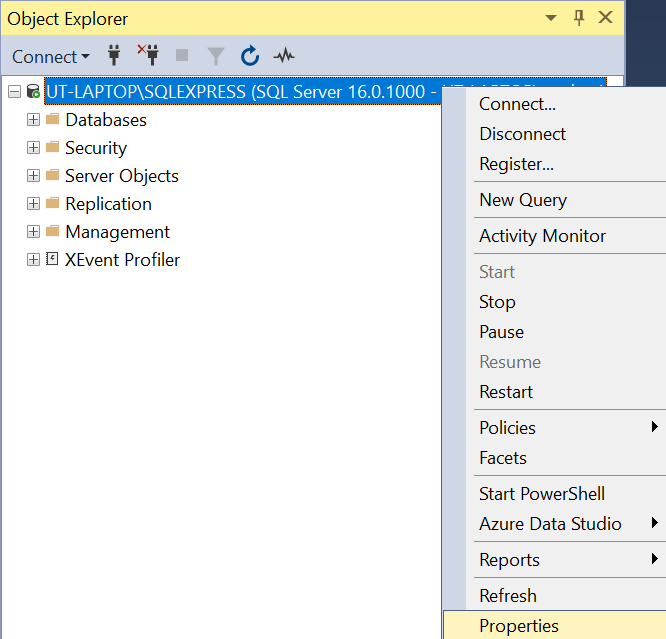 Object Explorer
Connect
UT-LAPTOP\SQLEXPRESS (SQL Server 16.0.1000 -
Databases
Security
Server Objects
Replication
Management
XEvent Profiler
Connect...
Disconnect
Register...
New Query
Activity Monitor
Start
Stop
Pause
Resume
Restart
Policies
Facets
Start PowerShell
Azure Data Studio
Reports
Refresh
Properties